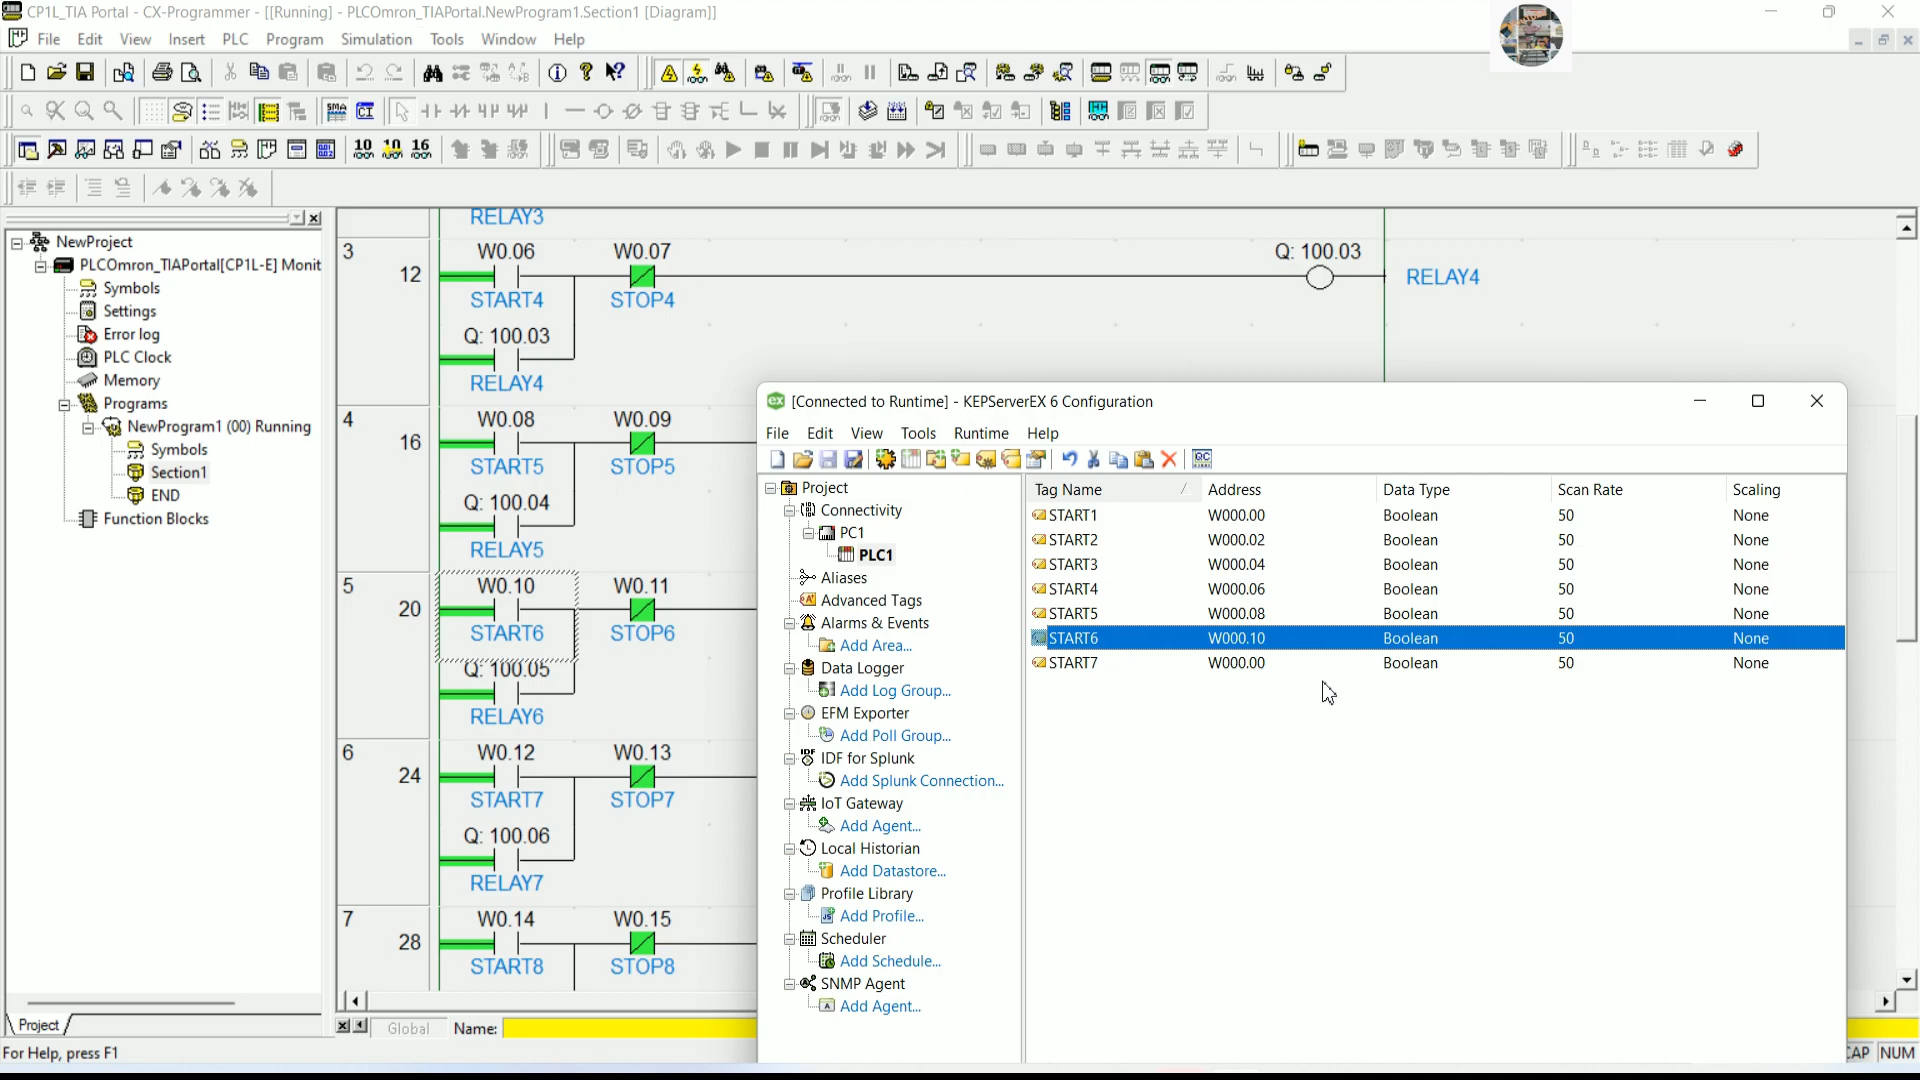 CP1L_TIA Portal - CX-Programmer - [[Running] - PLCOmron_TIAPortal.NewProgram1.Section1 [Diagram]]
File Edit View Insert PLC Program Simulation Tools Window Help
10 10 16
NewProject
PLCOmron_TIAPortal[CP1L-E] Monit
Symbols
Settings
Error log
PLC Clock
Memory
Programs
NewProgram1 (00) Running
Symbols
Section1
END
Function Blocks
Project
For Help, press F1
RELAY3
3 W0.06 W0.07 Q: 100.03
12 RELAY4
START4 STOP4
Q: 100.03
RELAY4
4 W0.08 W0.09
16
START5 STOP5
Q: 100.04
RELAY5
5 W0.10 W0.11
20
START6 STOP6
Q: 100.05
RELAY6
6 W0.12 W0.13
24
START7 STOP7
Q: 100.06
RELAY7
7 W0.14 W0.15
28
START8 STOP8
Global Name:
CAP NUM
[Connected to Runtime] - KEPServerEX 6 Configuration
File Edit View Tools Runtime Help
Project
Connectivity
PC1
PLC1
Aliases
Advanced Tags
Alarms & Events
Add Area...
Data Logger
Add Log Group...
EFM Exporter
Add Poll Group...
IDF for Splunk
Add Splunk Connection...
IoT Gateway
Add Agent...
Local Historian
Add Datastore...
Profile Library
Add Profile...
Scheduler
Add Schedule...
SNMP Agent
Add Agent...
Tag Name Address Data Type Scan Rate Scaling
START1 W000.00 Boolean 50 None
START2 W000.02 Boolean 50 None
START3 W000.04 Boolean 50 None
START4 W000.06 Boolean 50 None
START5 W000.08 Boolean 50 None
START6 W000.10 Boolean 50 None
START7 W000.00 Boolean 50 None